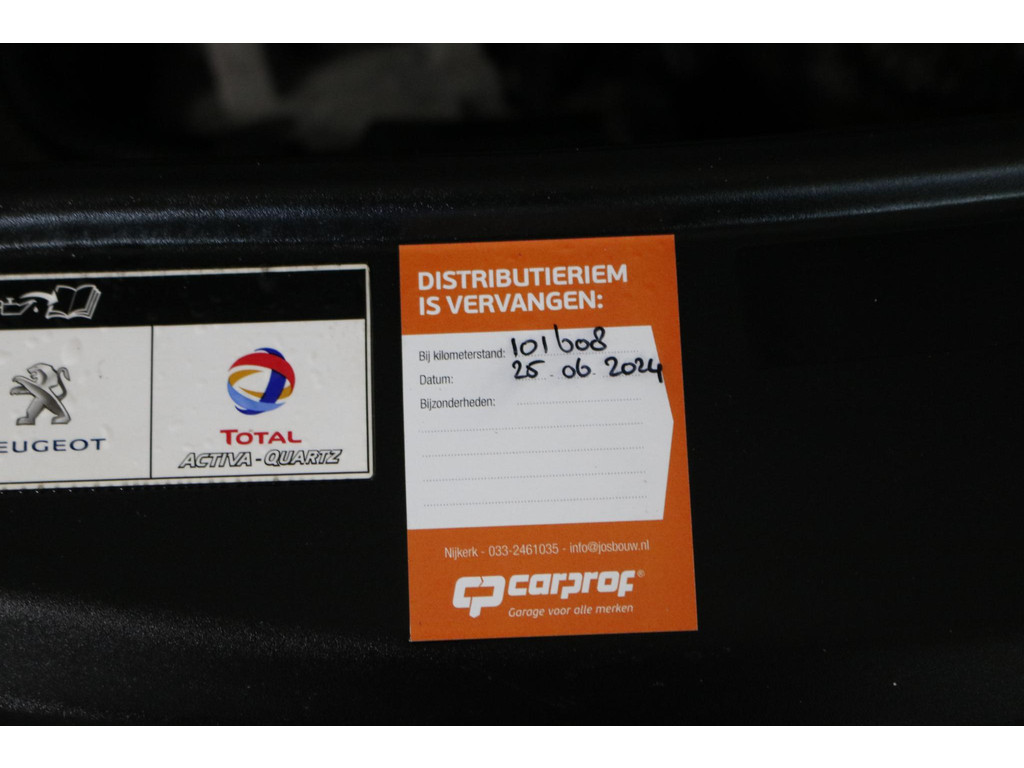 DISTRIBUTIERIEM
IS VERVANGEN:
Bij kilometerstand: 101608
Datum: 25-06-2024
Bijzonderheden:
Nijkerk - 033-2461035 - info@josbouw.nl
carprof®
Garage voor alle merken
EUGEOT
TOTAL
ACTIVA-QUARTZ